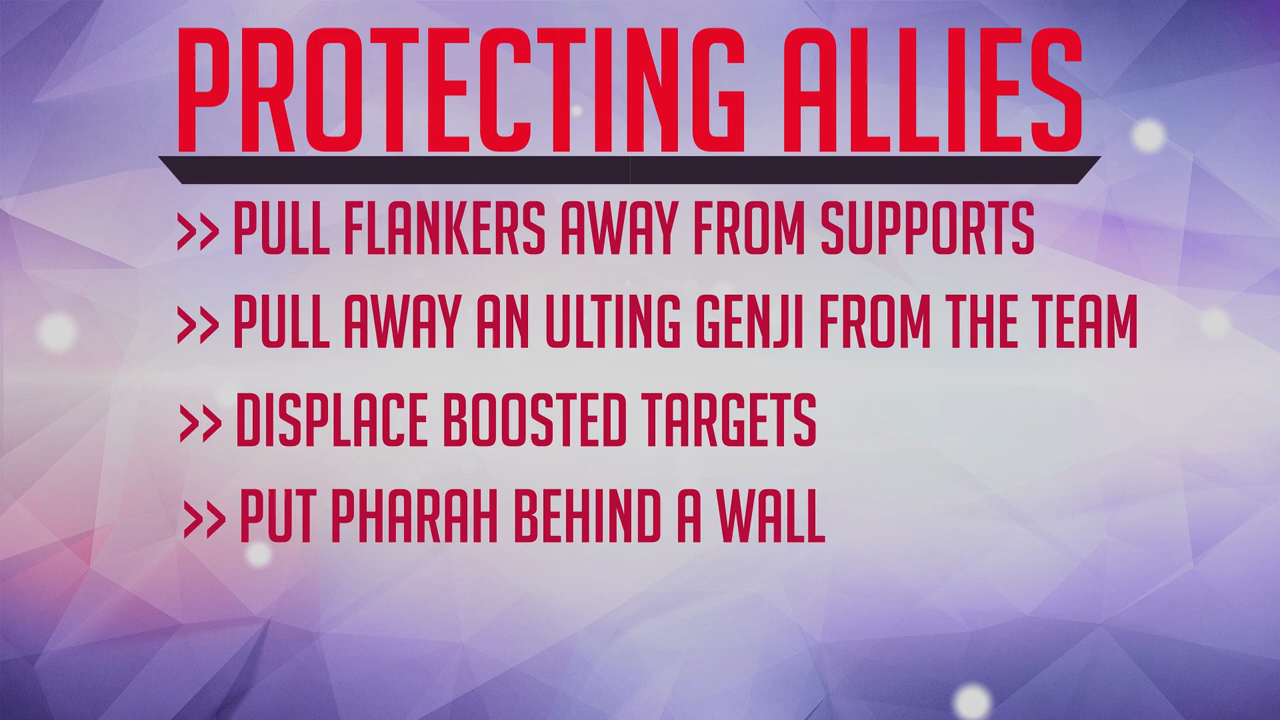 PROTECTING ALLIES
>> PULL FLANKERS AWAY FROM SUPPORTS
>> PULL AWAY AN ULTING GENJI FROM THE TEAM
>> DISPLACE BOOSTED TARGETS
>> PUT PHARAH BEHIND A WALL